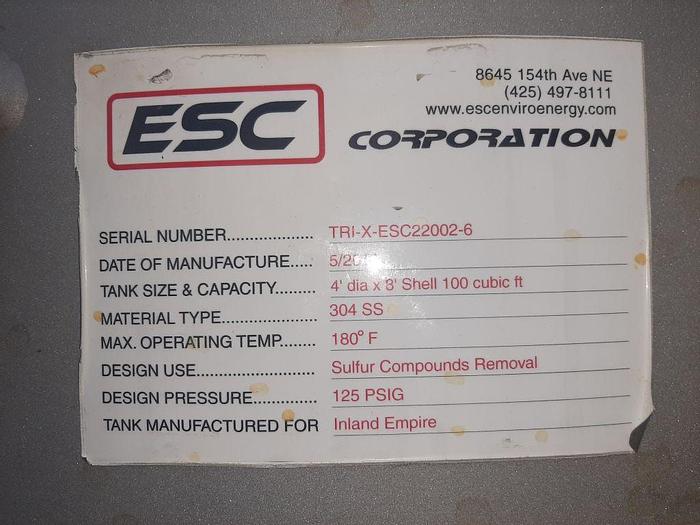 ESC
8645 154th Ave NE
(425) 497-8111
www.escenviroenergy.com
CORPORATION
SERIAL NUMBER................... TRI-X-ESC22002-6
DATE OF MANUFACTURE.....
TANK SIZE & CAPACITY......... 4' dia x 8' Shell 100 cubic ft
MATERIAL TYPE..................... 304 SS
MAX. OPERATING TEMP........ 180° F
DESIGN USE.......................... Sulfur Compounds Removal
DESIGN PRESSURE.............. 125 PSIG
TANK MANUFACTURED FOR Inland Empire